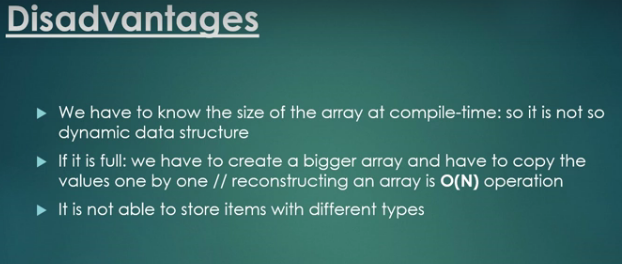 Disadvantages
We have to know the size of the array at compile-time: so it is not so
dynamic data structure
If it is full: we have to create a bigger array and have to copy the
values one by one // reconstructing an array is O(N) operation
It is not able to store items with different types